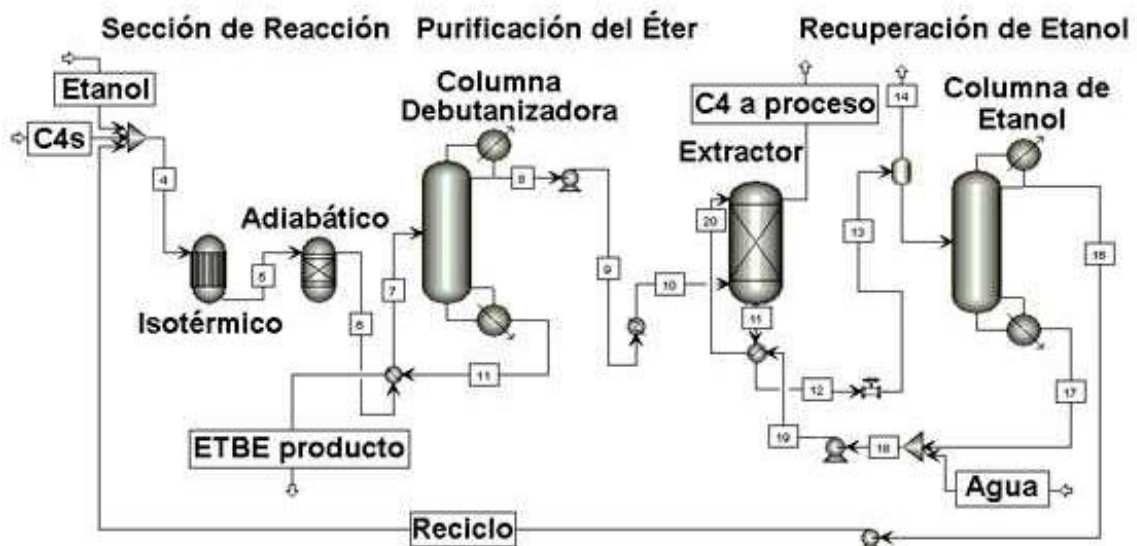 Sección de Reacción
Purificación del Éter
Recuperación de Etanol
Etanol
C4s
4
Isotérmico
5
Adiabático
6
7
Columna
Debutanizadora
8
9
10
11
ETBE producto
C4 a proceso
Extractor
20
11
12
13
14
Columna de
Etanol
16
17
18
19
Agua
Reciclo